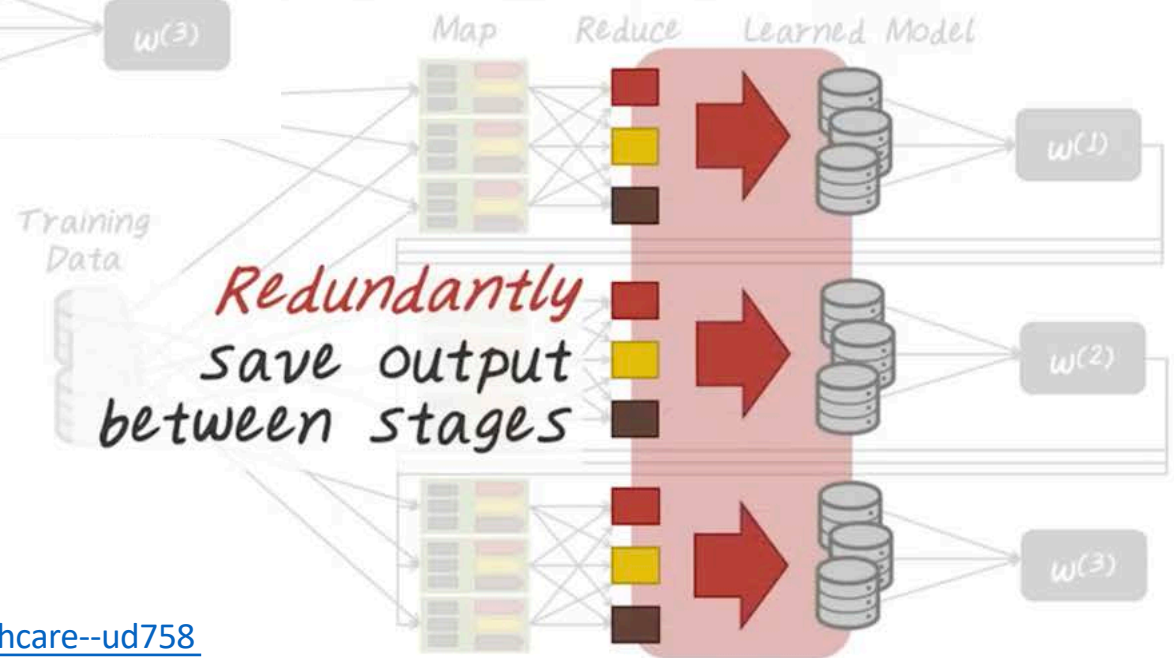 w(3)
Map Reduce Learned Model
w(1)
Training
Data
Redundantly
save output
between stages
w(2)
w(3)
hcare--ud758